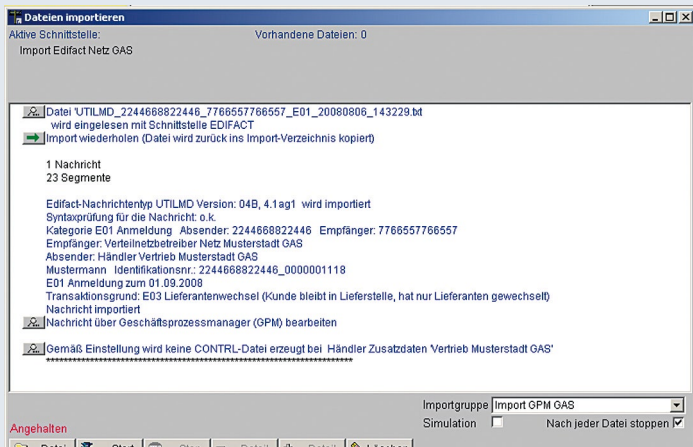 Dateien importieren
Aktive Schnittstelle: Vorhandene Dateien: 0
Import Edifact Netz GAS
Datei 'UTILMD_2244668822446_7766557766557_E01_20080806_143229.txt
wird eingelesen mit Schnittstelle EDIFACT
Import wiederholen (Datei wird zurück ins Import-Verzeichnis kopiert)
1 Nachricht
23 Segmente
Edifact-Nachrichtentyp UTILMD Version: 04B, 4.1ag1 wird importiert
Syntaxprüfung für die Nachricht: o.k.
Kategorie E01 Anmeldung Absender: 2244668822446 Empfänger: 7766557766557
Empfänger: Verteilnetzbetreiber Netz Musterstadt GAS
Absender: Händler Vertrieb Musterstadt GAS
Mustermann Identifikationsnr.: 2244668822446_0000001118
E01 Anmeldung zum 01.09.2008
Transaktionsgrund: E03 Lieferantenwechsel (Kunde bleibt in Lieferstelle, hat nur Lieferanten gewechselt)
Nachricht importiert
Nachricht über Geschäftsprozessmanager (GPM) bearbeiten
Gemäß Einstellung wird keine CONTRL-Datei erzeugt bei Händler Zusatzdaten 'Vertrieb Musterstadt GAS'
**********************************************************************
Importgruppe Import GPM GAS
Simulation Nach jeder Datei stoppen
Angehalten